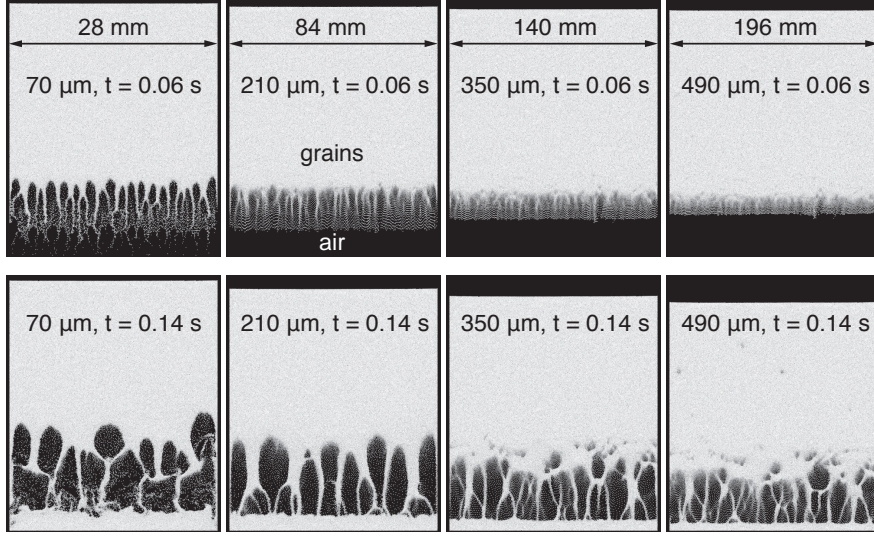 28 mm
84 mm
140 mm
196 mm
70 µm, t = 0.06 s
210 µm, t = 0.06 s
350 µm, t = 0.06 s
490 µm, t = 0.06 s
grains
air
70 µm, t = 0.14 s
210 µm, t = 0.14 s
350 µm, t = 0.14 s
490 µm, t = 0.14 s